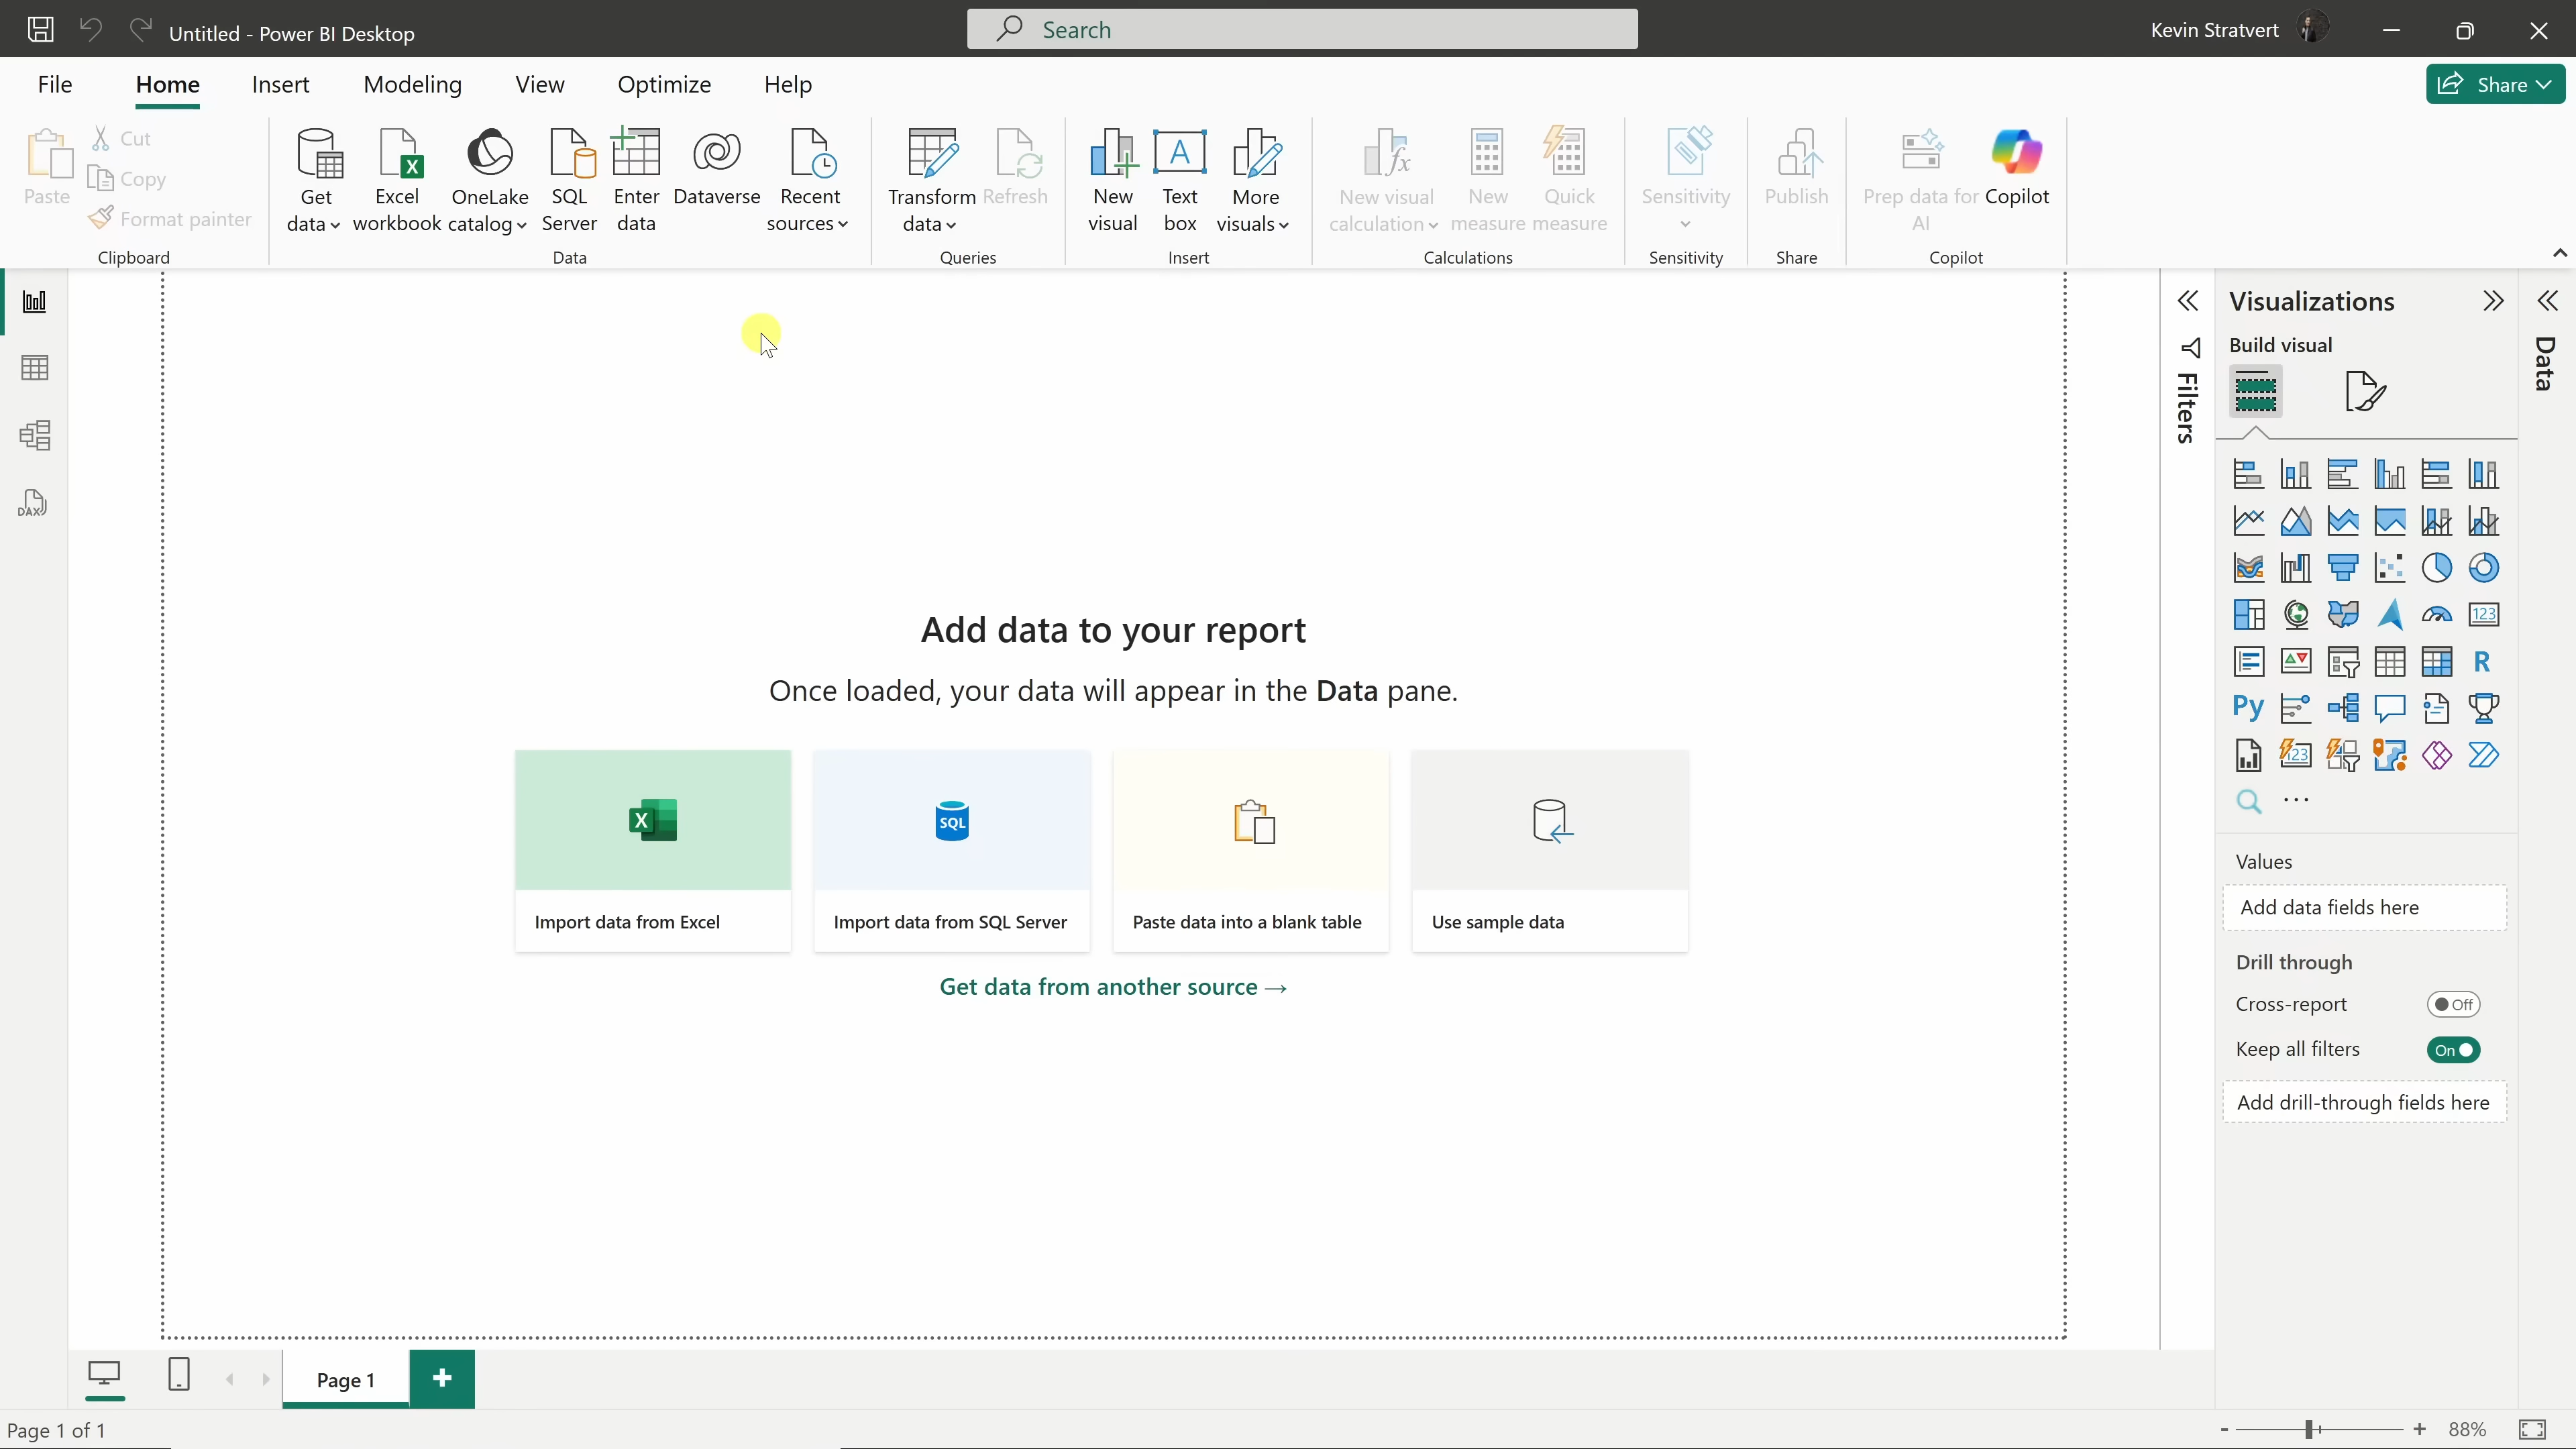 Untitled - Power BI Desktop
Search
Kevin Stratvert
File Home Insert Modeling View Optimize Help
Share
Paste
Cut
Copy
Format painter
Clipboard
Get data
Excel workbook
OneLake catalog
SQL Server
Enter data
Dataverse
Recent sources
Data
Transform data
Refresh
Queries
New visual
A
Text box
More visuals
Insert
New visual calculation
New measure
Quick measure
Calculations
Sensitivity
Sensitivity
Publish
Share
Prep data for AI
Copilot
Copilot
DAX
Add data to your report
Once loaded, your data will appear in the Data pane.
X
SQL
Import data from Excel
Import data from SQL Server
Paste data into a blank table
Use sample data
Get data from another source →
Filters
Visualizations
Build visual
123
R
Py
123
...
Values
Add data fields here
Drill through
Cross-report
Off
Keep all filters
On
Add drill-through fields here
Data
Page 1
+
Page 1 of 1
- + 88%